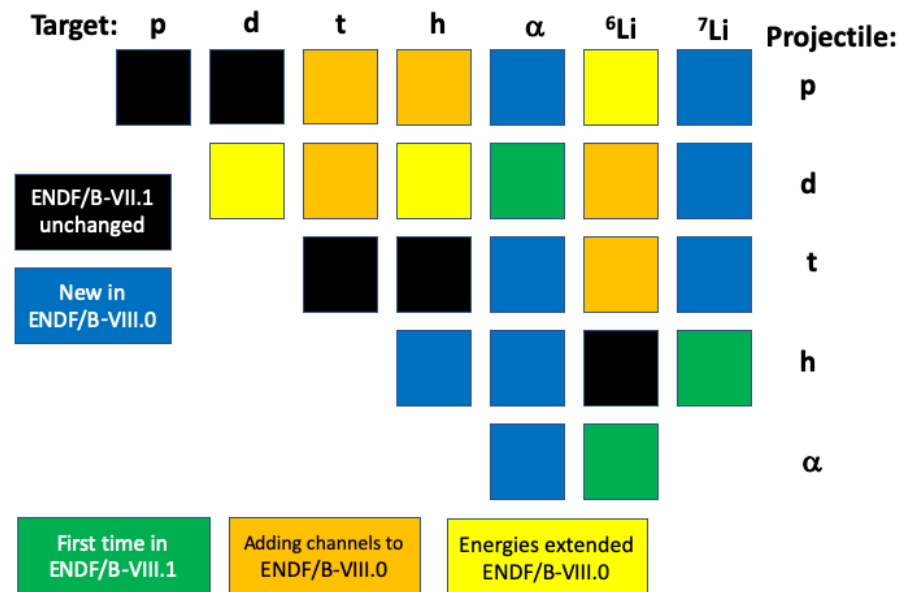 Target: p d t h α ⁶Li ⁷Li Projectile:
p
d
ENDF/B-VII.1
unchanged
t
New in
ENDF/B-VIII.0
h
α
First time in
ENDF/B-VIII.1
Adding channels to
ENDF/B-VIII.0
Energies extended
ENDF/B-VIII.0